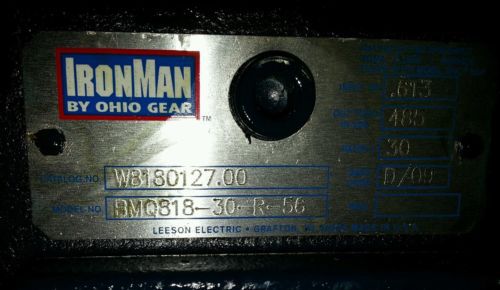 IRONMAN
BY OHIO GEAR
TM
.613
485
30
CATALOG NO. W8180127.00
D/09
MODEL NO. BMQ818-30-R-56
LEESON ELECTRIC • GRAFTON, WI